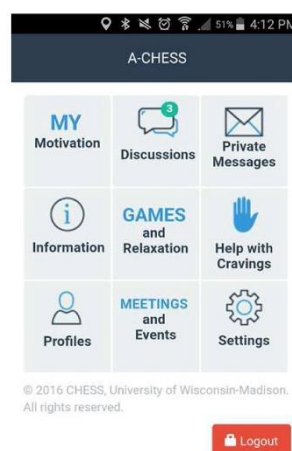 51% 4:12 PM
A-CHESS
MY
Motivation
3
Discussions
Private
Messages
i
Information
GAMES
and
Relaxation
Help with
Cravings
Profiles
MEETINGS
and
Events
Settings
© 2016 CHESS, University of Wisconsin-Madison.
All rights reserved.
Logout